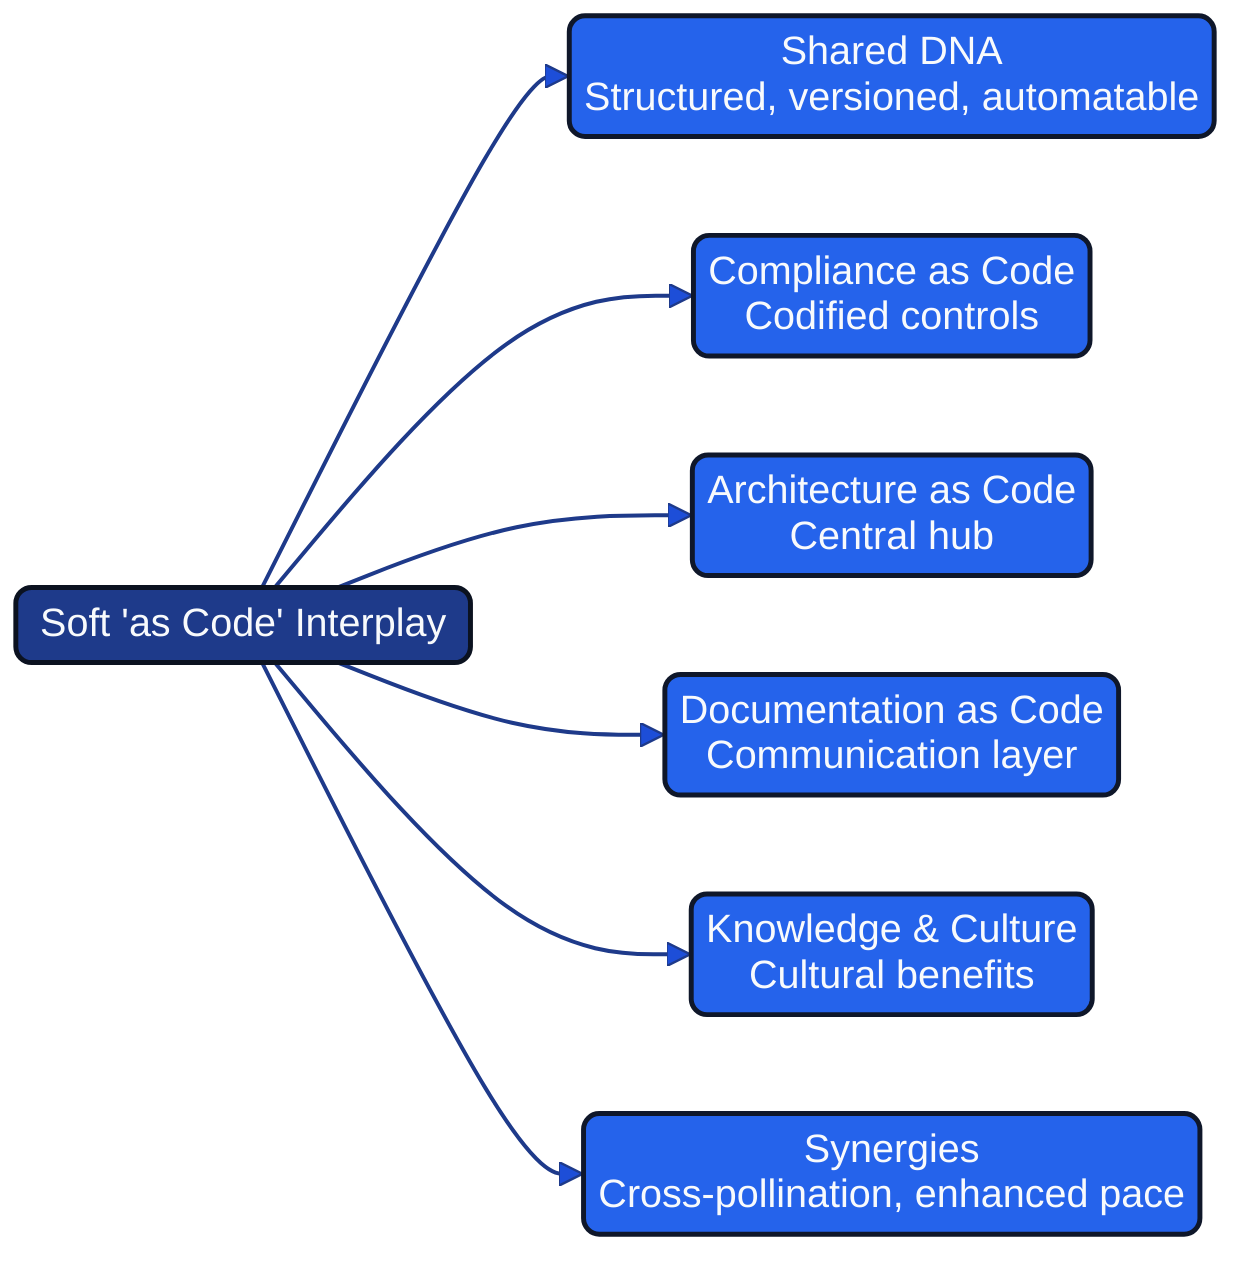 Shared DNA
Structured, versioned, automatable
Compliance as Code
Codified controls
Architecture as Code
Central hub
Soft 'as Code' Interplay
Documentation as Code
Communication layer
Knowledge & Culture
Cultural benefits
Synergies
Cross-pollination, enhanced pace